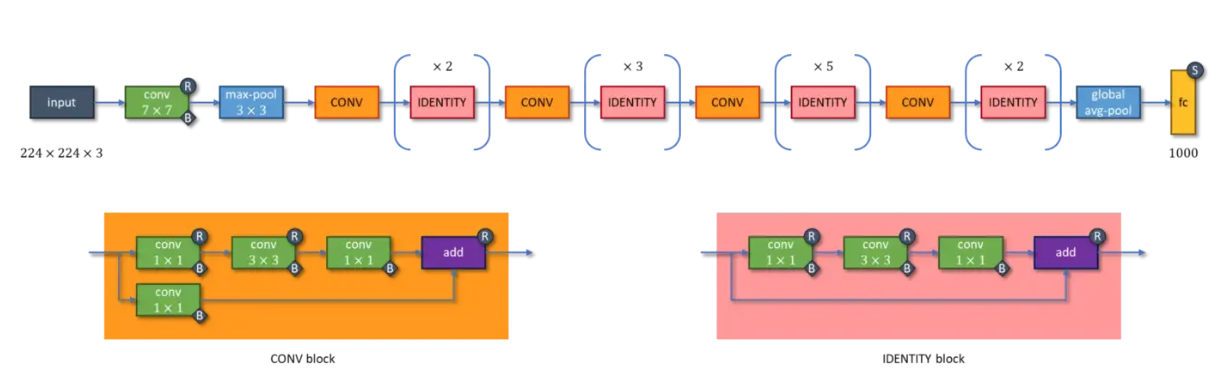 × 2
× 3
× 5
× 2
input
conv
7 × 7
R
B
max-pool
3 × 3
CONV
IDENTITY
CONV
IDENTITY
CONV
IDENTITY
CONV
IDENTITY
global
avg-pool
fc
S
224 × 224 × 3
1000
conv
1 × 1
R
B
conv
3 × 3
R
B
conv
1 × 1
B
add
R
conv
1 × 1
B
CONV block
conv
1 × 1
R
B
conv
3 × 3
R
B
conv
1 × 1
B
add
R
IDENTITY block